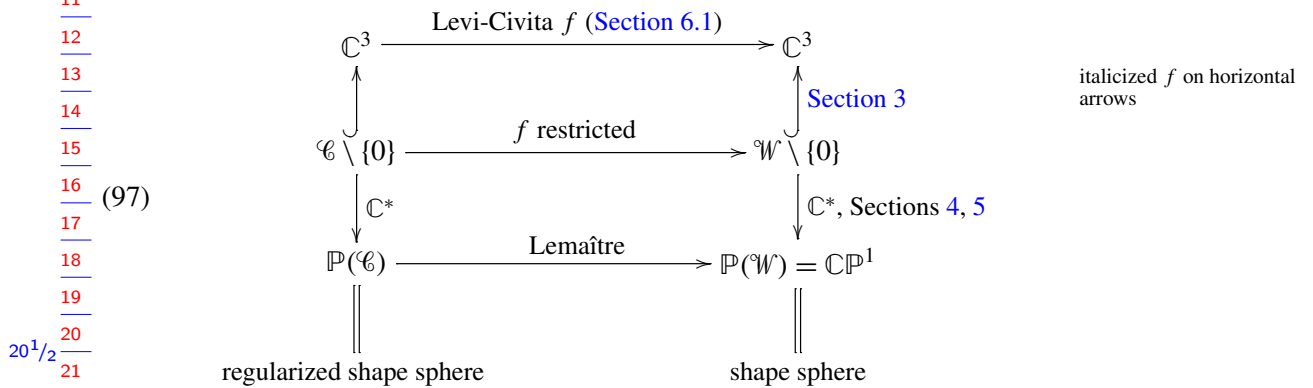 11
12
13
14
15
16
17
18
19
20
20 1/2
21
(97)
Levi-Civita f (Section 6.1)
ℂ³ ℂ³
Section 3
f restricted
𝒞 \ {0} 𝒲 \ {0}
ℂ* ℂ*, Sections 4, 5
Lemaître
ℙ(𝒞) ℙ(𝒲) = ℂℙ¹
regularized shape sphere shape sphere
italicized f on horizontal
arrows